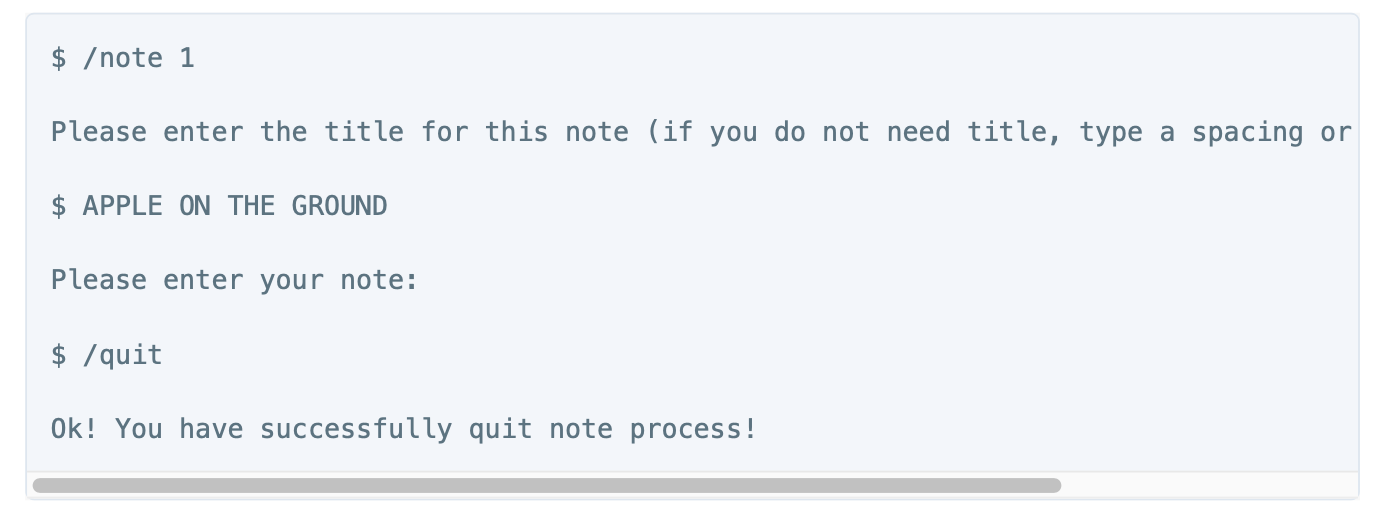 $ /note 1
Please enter the title for this note (if you do not need title, type a spacing or
$ APPLE ON THE GROUND
Please enter your note:
$ /quit
Ok! You have successfully quit note process!